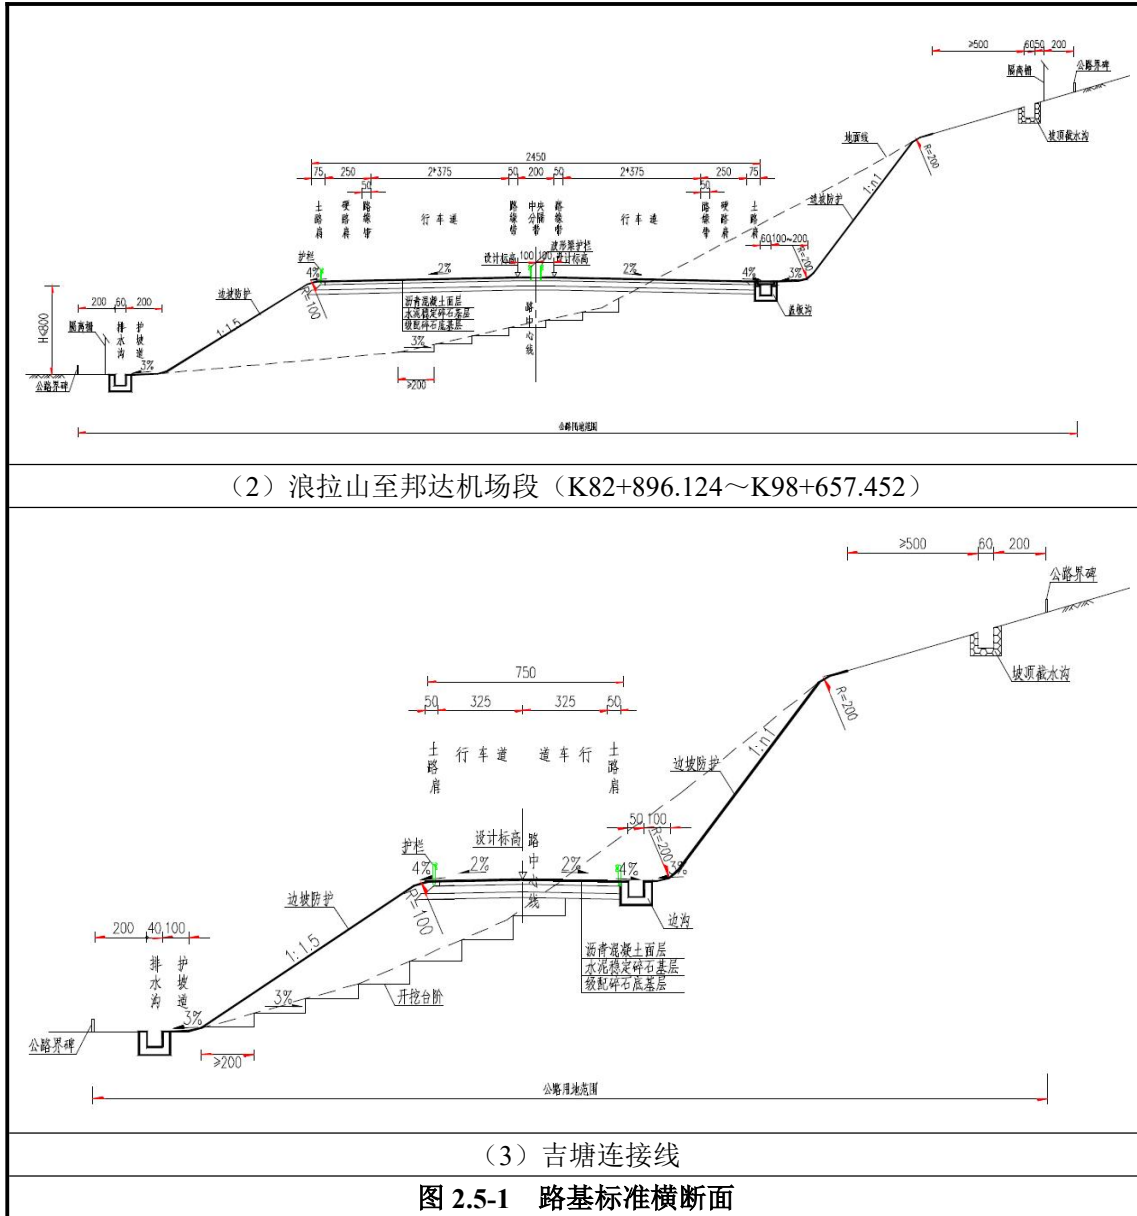 ≥500 60 50 200
隔离栅
公路界碑
坡顶截水沟
地面线
R=200
1:n1
边坡防护
2450
75 250 2*375 50 200 50 2*375 250 75
50 50
土路肩 硬路肩 路缘带 行车道 路缘带 中央分隔带 路缘带 行车道 路缘带 硬路肩 土路肩
波形梁护栏
护栏 设计标高 100 100 设计标高
60 100~200
R=200
4% 2% 2% 4% 3%
R=100
盖板沟
沥青混凝土面层
水泥稳定碎石基层
级配碎石底基层
路中心线
200 60 200
边坡防护
1:1.5
H≤800
隔离栅 排水沟 护坡道
3%
3%
≥200
公路界碑
公路用地范围
(2)浪拉山至邦达机场段(K82+896.124~K98+657.452)
≥500 60 200
公路界碑
坡顶截水沟
R=200
1:n1
边坡防护
750
50 325 325 50
土路肩 行车道 道车行 土路肩
50 100
R=200
护栏 设计标高 路中心线
4% 2% 2% 4% 3%
R=100
边沟
边坡防护
1:1.5
沥青混凝土面层
水泥稳定碎石基层
级配碎石底基层
200 40 100
排水沟 护坡道
3%
3%
开挖台阶
公路界碑
≥200
公路用地范围
(3)吉塘连接线
图 2.5-1 路基标准横断面